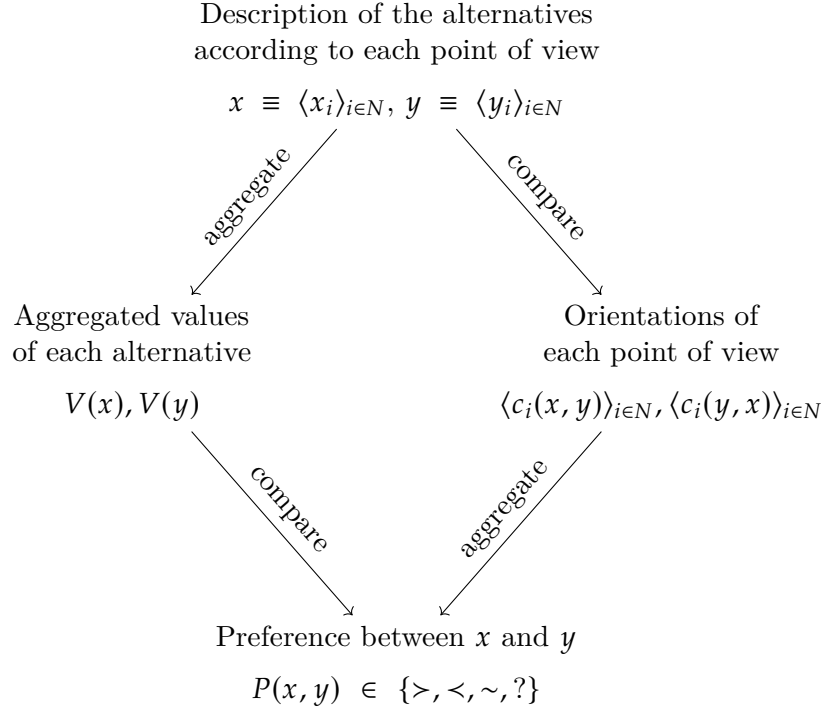 Description of the alternatives
according to each point of view
x ≡ ⟨x_i⟩_{i∈N}, y ≡ ⟨y_i⟩_{i∈N}
aggregate
compare
Aggregated values
of each alternative
V(x), V(y)
Orientations of
each point of view
⟨c_i(x, y)⟩_{i∈N}, ⟨c_i(y, x)⟩_{i∈N}
compare
aggregate
Preference between x and y
P(x, y) ∈ {≻, ≺, ∼, ?}